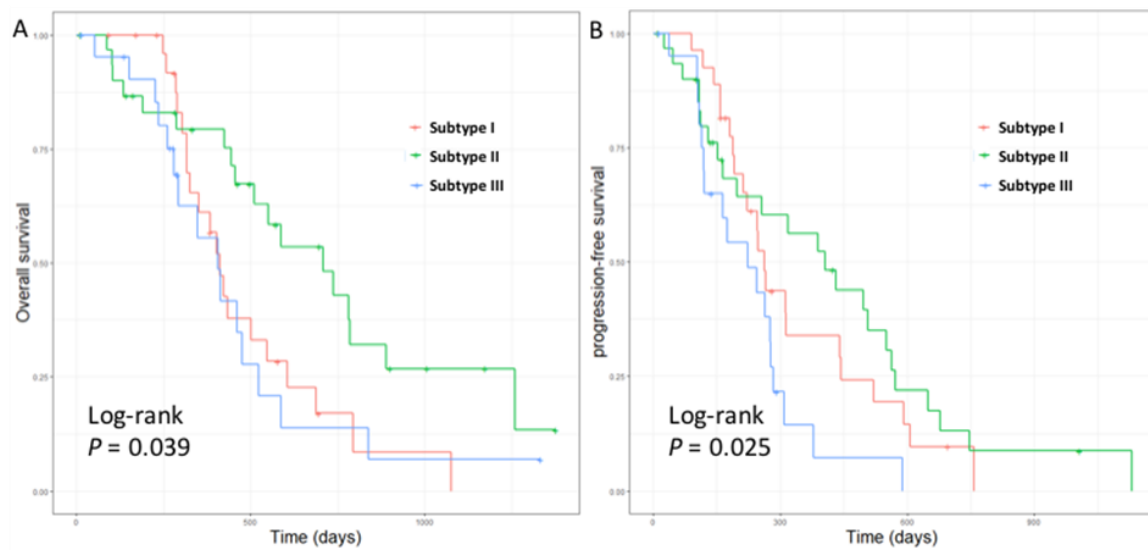 A
1.00
0.75
0.50
0.25
0.00
Overall survival
Subtype I
Subtype II
Subtype III
Log-rank
P = 0.039
0
500
1000
Time (days)
B
1.00
0.75
0.50
0.25
0.00
progression-free survival
Subtype I
Subtype II
Subtype III
Log-rank
P = 0.025
0
300
600
900
Time (days)